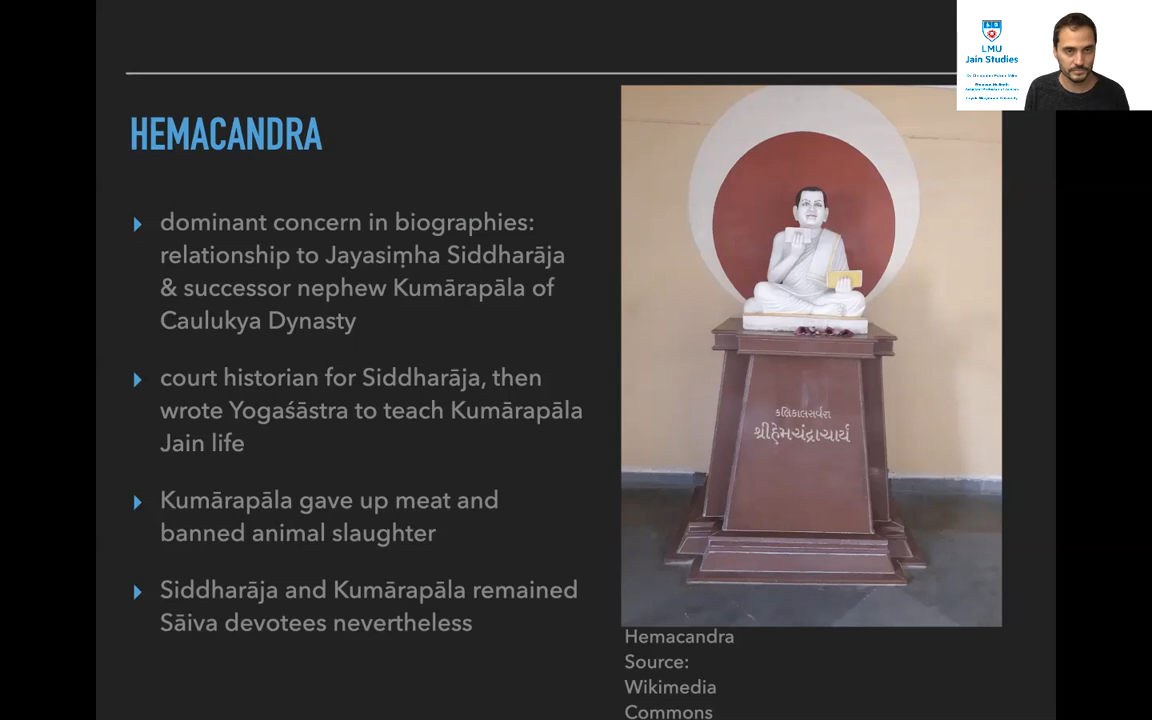 HEMACANDRA
dominant concern in biographies:
relationship to Jayasiṃha Siddharāja
& successor nephew Kumārapāla of
Caulukya Dynasty
court historian for Siddharāja, then
wrote Yogaśāstra to teach Kumārapāla
Jain life
Kumārapāla gave up meat and
banned animal slaughter
Siddharāja and Kumārapāla remained
Sāiva devotees nevertheless
કલિકાલસર્વજ્ઞ
શ્રીહેમચંદ્રાચાર્ય
Hemacandra
Source:
Wikimedia
Commons
LMU
Jain Studies